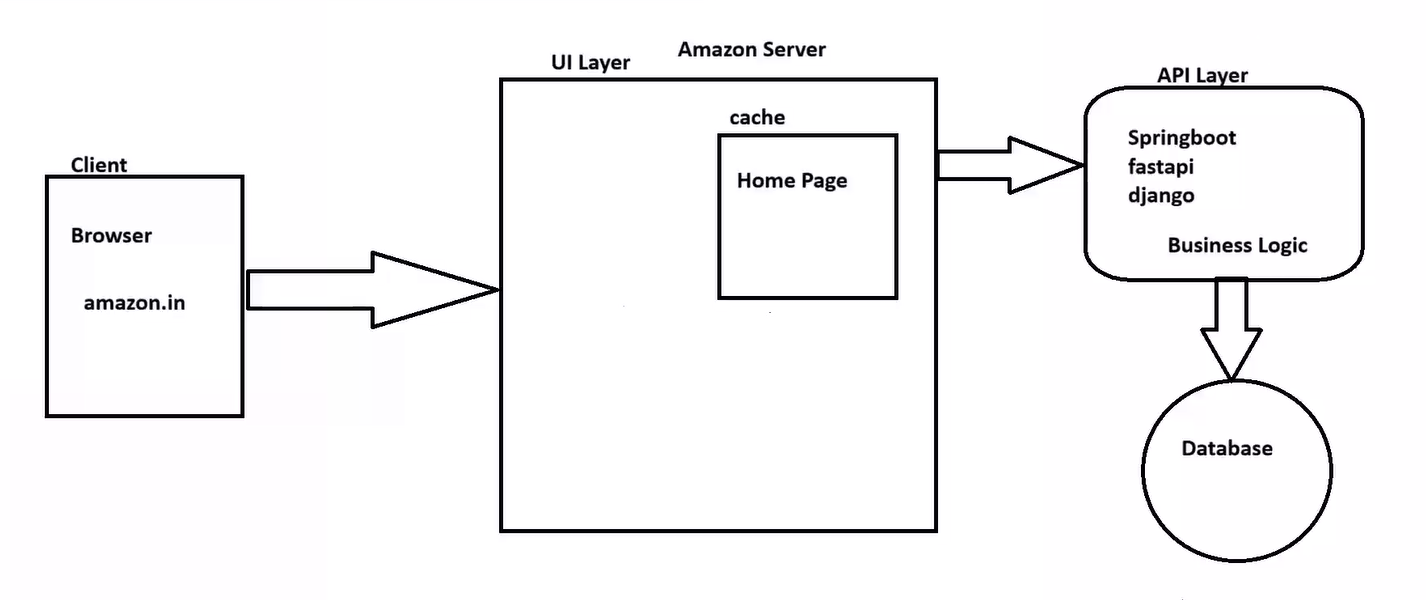 Client
Browser
amazon.in
UI Layer
Amazon Server
cache
Home Page
API Layer
Springboot
fastapi
django
Business Logic
Database